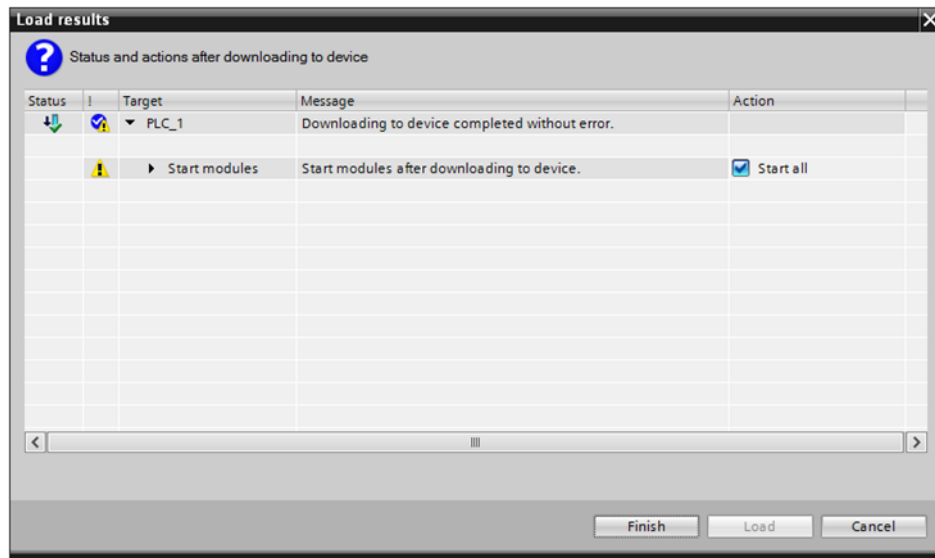 Load results
Status and actions after downloading to device
Status ! Target Message Action
PLC_1 Downloading to device completed without error.
Start modules Start modules after downloading to device. Start all
Finish Load Cancel